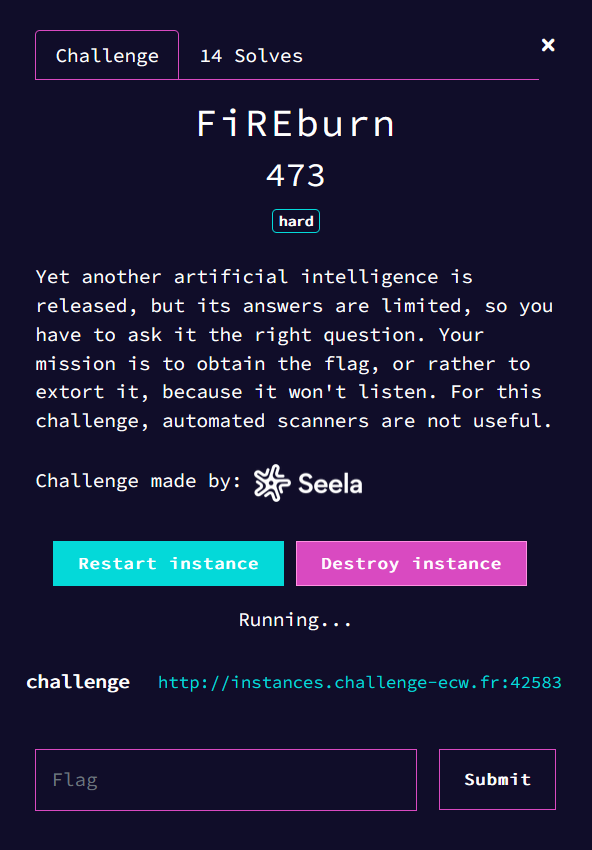 Challenge
14 Solves
×
FiREburn
473
hard
Yet another artificial intelligence is
released, but its answers are limited, so you
have to ask it the right question. Your
mission is to obtain the flag, or rather to
extort it, because it won't listen. For this
challenge, automated scanners are not useful.
Challenge made by: Seela
Restart instance
Destroy instance
Running...
challenge http://instances.challenge-ecw.fr:42583
Flag
Submit